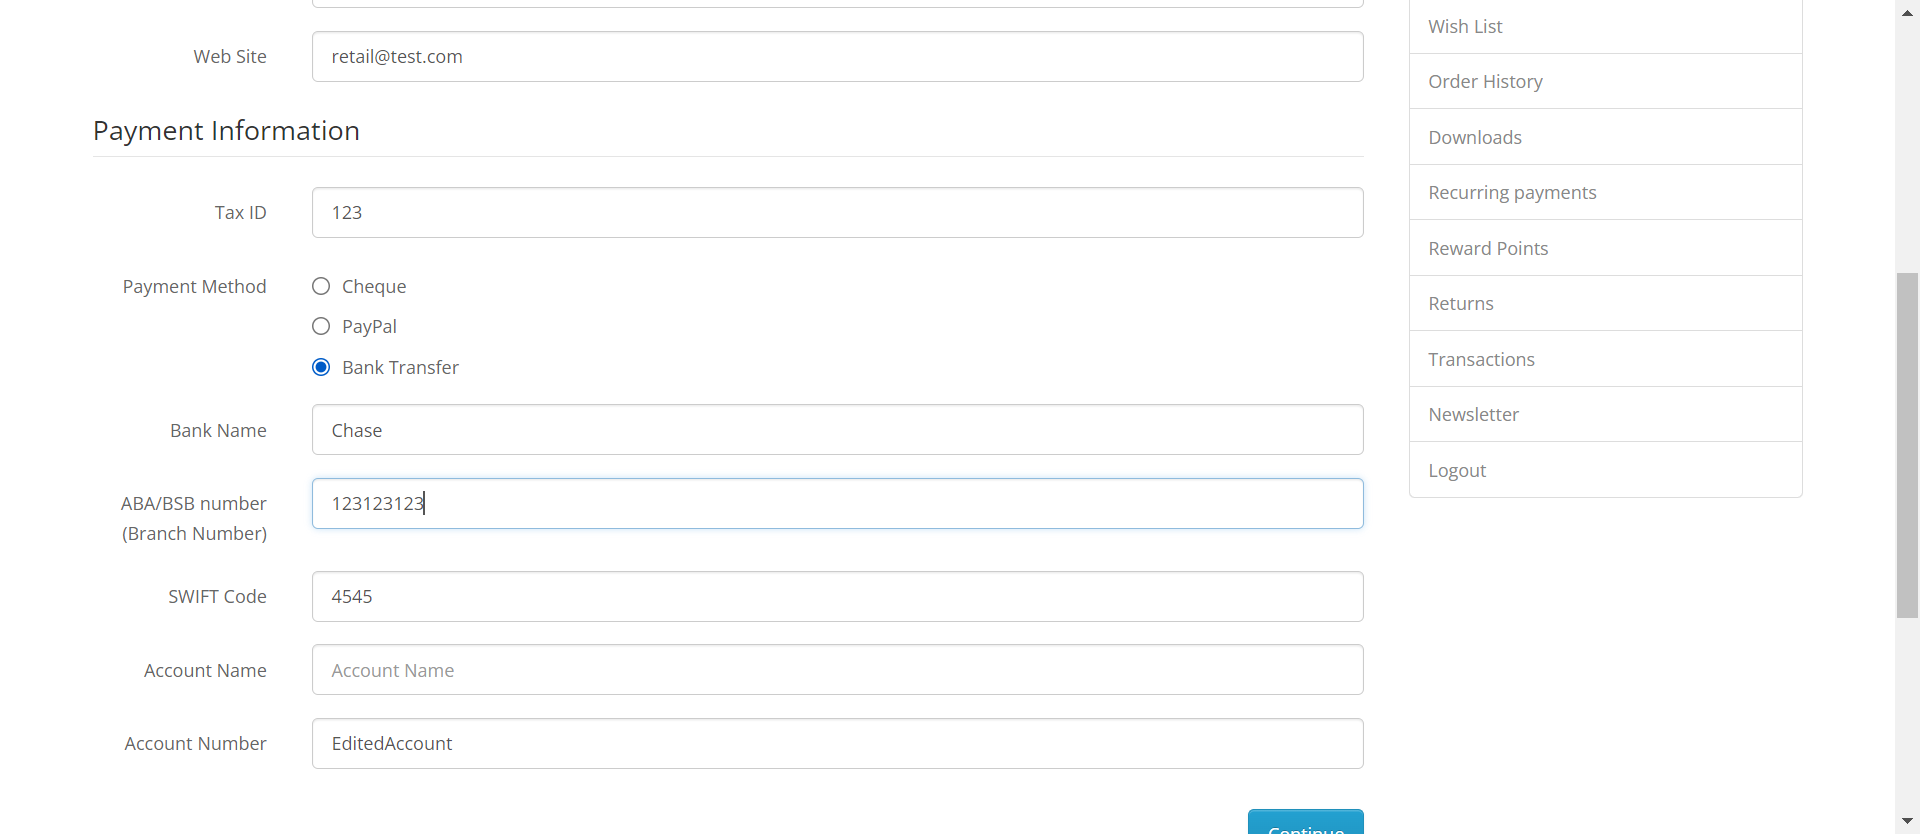 Web Site
retail@test.com
Payment Information
Tax ID
123
Payment Method
Cheque
PayPal
Bank Transfer
Bank Name
Chase
ABA/BSB number
(Branch Number)
123123123
SWIFT Code
4545
Account Name
Account Name
Account Number
EditedAccount
Continue
Wish List
Order History
Downloads
Recurring payments
Reward Points
Returns
Transactions
Newsletter
Logout